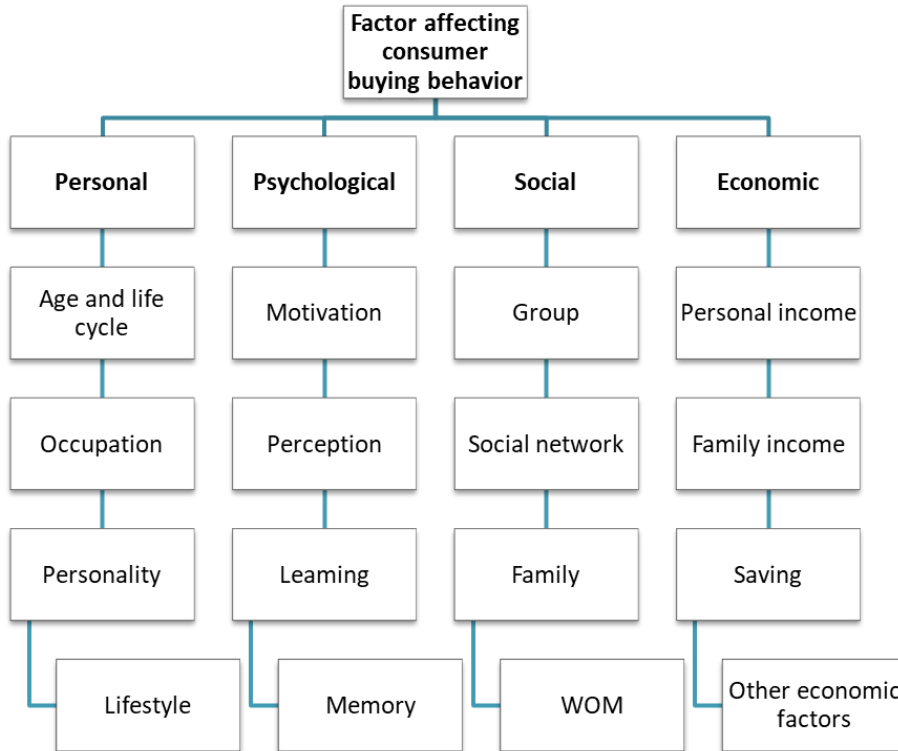 Factor affecting
consumer
buying behavior
Personal
Psychological
Social
Economic
Age and life
cycle
Motivation
Group
Personal income
Occupation
Perception
Social network
Family income
Personality
Leaming
Family
Saving
Lifestyle
Memory
WOM
Other economic
factors